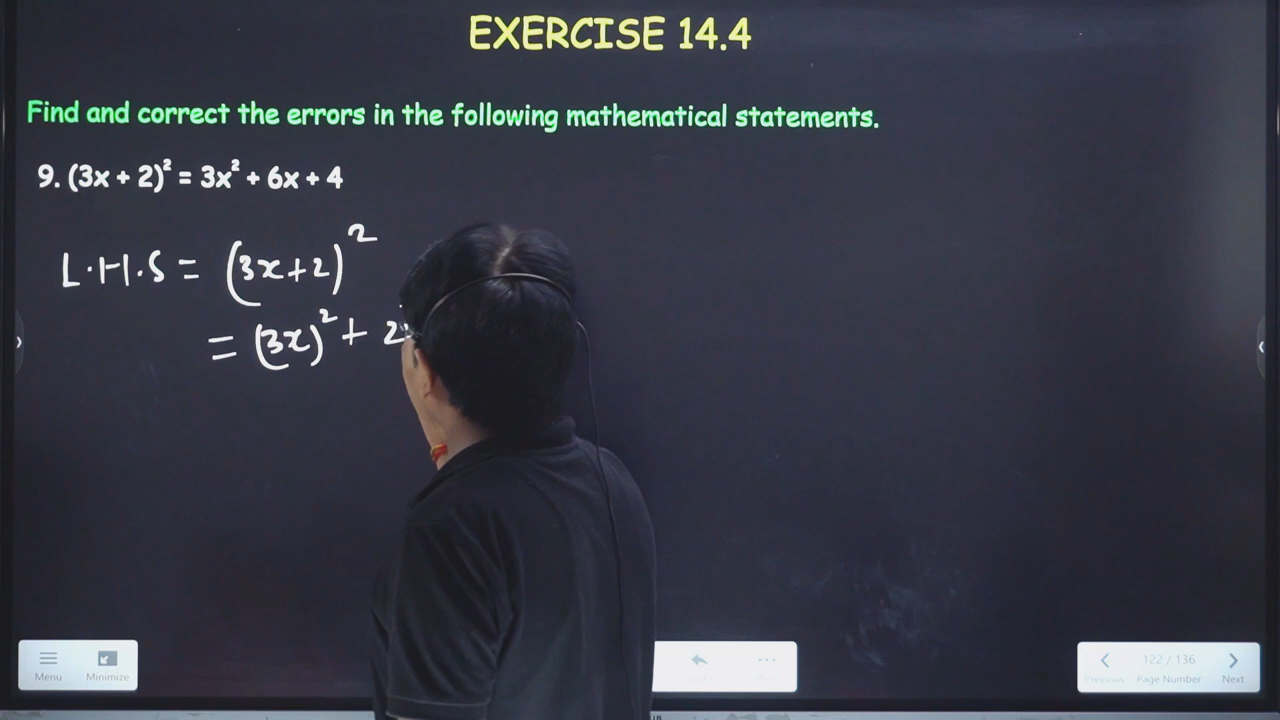 EXERCISE 14.4
Find and correct the errors in the following mathematical statements.
9. (3x + 2)² = 3x² + 6x + 4
L.H.S = (3x+2)²
= (3x)² + 2
Menu
Minimize
Previous
122 / 136
Page Number
Next